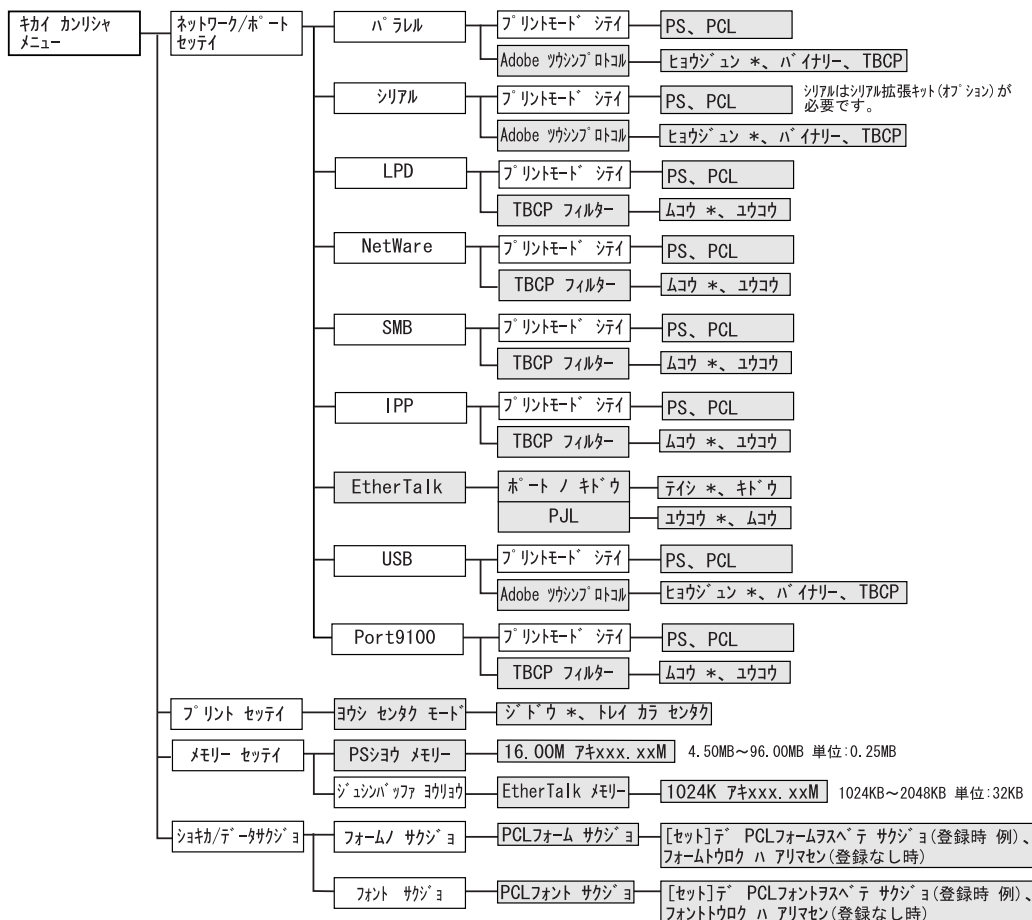 キカイ カンリシャ
メニュー
ネットワーク/ポート
セッテイ
パラレル
プリントモード シテイ
PS、PCL
Adobe ツウシンプロトコル
ヒョウジュン *、バイナリー、TBCP
シリアル
プリントモード シテイ
PS、PCL
シリアルはシリアル拡張キット(オプション)が
必要です。
Adobe ツウシンプロトコル
ヒョウジュン *、バイナリー、TBCP
LPD
プリントモード シテイ
PS、PCL
TBCP フィルター
ムコウ *、ユウコウ
NetWare
プリントモード シテイ
PS、PCL
TBCP フィルター
ムコウ *、ユウコウ
SMB
プリントモード シテイ
PS、PCL
TBCP フィルター
ムコウ *、ユウコウ
IPP
プリントモード シテイ
PS、PCL
TBCP フィルター
ムコウ *、ユウコウ
EtherTalk
ポート ノ キドウ
テイシ *、キドウ
PJL
ユウコウ *、ムコウ
USB
プリントモード シテイ
PS、PCL
Adobe ツウシンプロトコル
ヒョウジュン *、バイナリー、TBCP
Port9100
プリントモード シテイ
PS、PCL
TBCP フィルター
ムコウ *、ユウコウ
プリント セッテイ
ヨウシ センタク モード
ジドウ *、トレイ カラ センタク
メモリー セッテイ
PSシヨウ メモリー
16.00M アキxxx.xxM
4.50MB～96.00MB 単位:0.25MB
ジュシンバッファ ヨウリョウ
EtherTalk メモリー
1024K アキxxx.xxM
1024KB～2048KB 単位:32KB
ショキカ/データサクジョ
フォームノ サクジョ
PCLフォーム サクジョ
[セット]デ PCLフォームヲスベテ サクジョ(登録時 例)、
フォームトウロク ハ アリマセン(登録なし時)
フォント サクジョ
PCLフォント サクジョ
[セット]デ PCLフォントヲスベテ サクジョ(登録時 例)、
フォントトウロク ハ アリマセン(登録なし時)